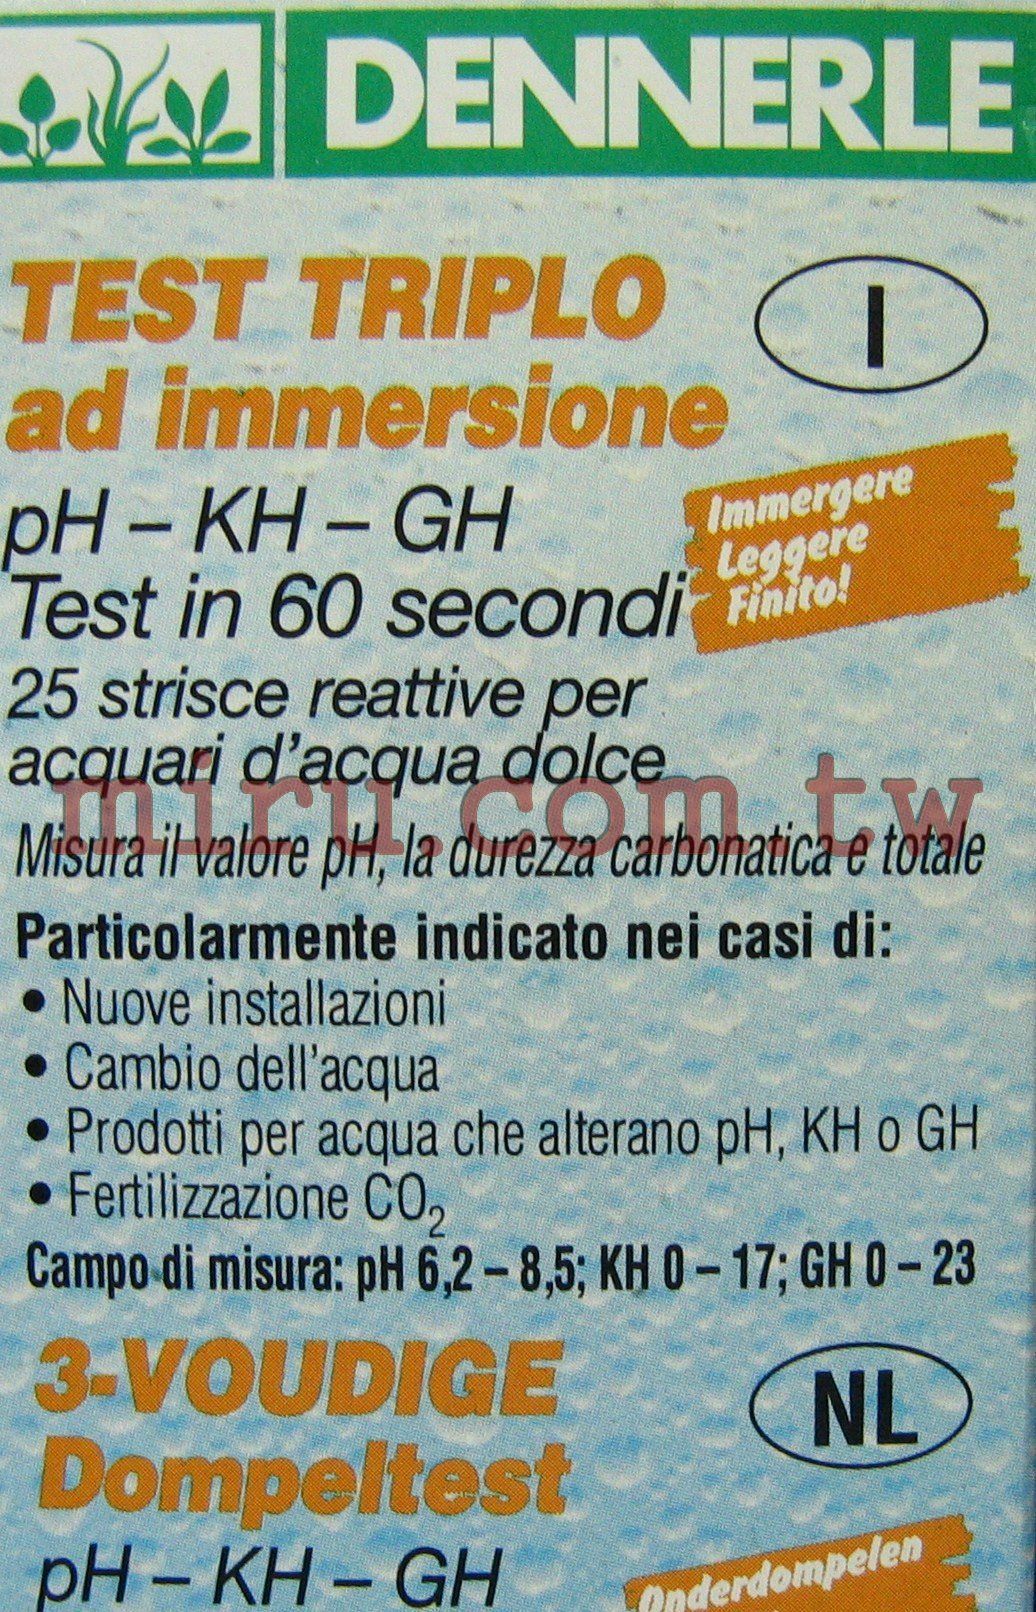 DENNERLE
TEST TRIPLO
I
ad immersione
pH – KH – GH
Immergere
Leggere
Finito!
Test in 60 secondi
25 strisce reattive per
acquari d'acqua dolce
miru.com.tw
Misura il valore pH, la durezza carbonatica e totale
Particolarmente indicato nei casi di:
• Nuove installazioni
• Cambio dell'acqua
• Prodotti per acqua che alterano pH, KH o GH
• Fertilizzazione CO₂
Campo di misura: pH 6,2 – 8,5; KH 0 – 17; GH 0 – 23
3-VOUDIGE
NL
Dompeltest
pH – KH – GH
Onderdompelen